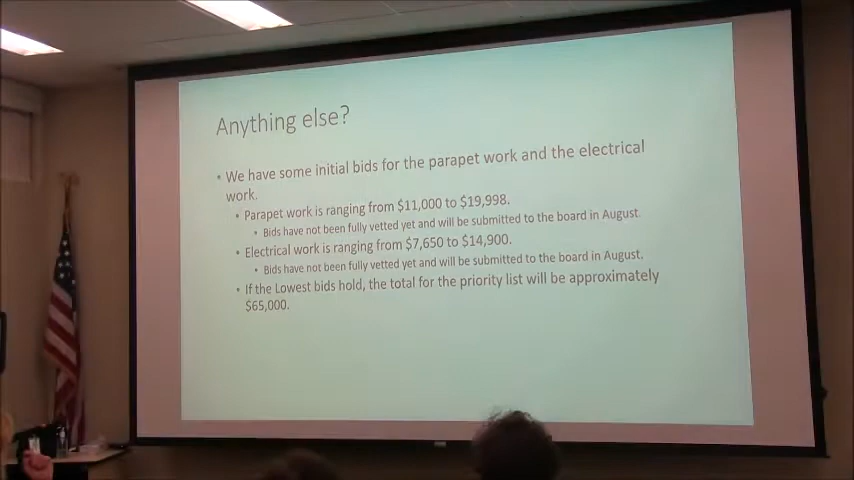 Anything else?
• We have some initial bids for the parapet work and the electrical
work.
• Parapet work is ranging from $11,000 to $19,998.
• Bids have not been fully vetted yet and will be submitted to the board in August.
• Electrical work is ranging from $7,650 to $14,900.
• Bids have not been fully vetted yet and will be submitted to the board in August.
• If the Lowest bids hold, the total for the priority list will be approximately
$65,000.